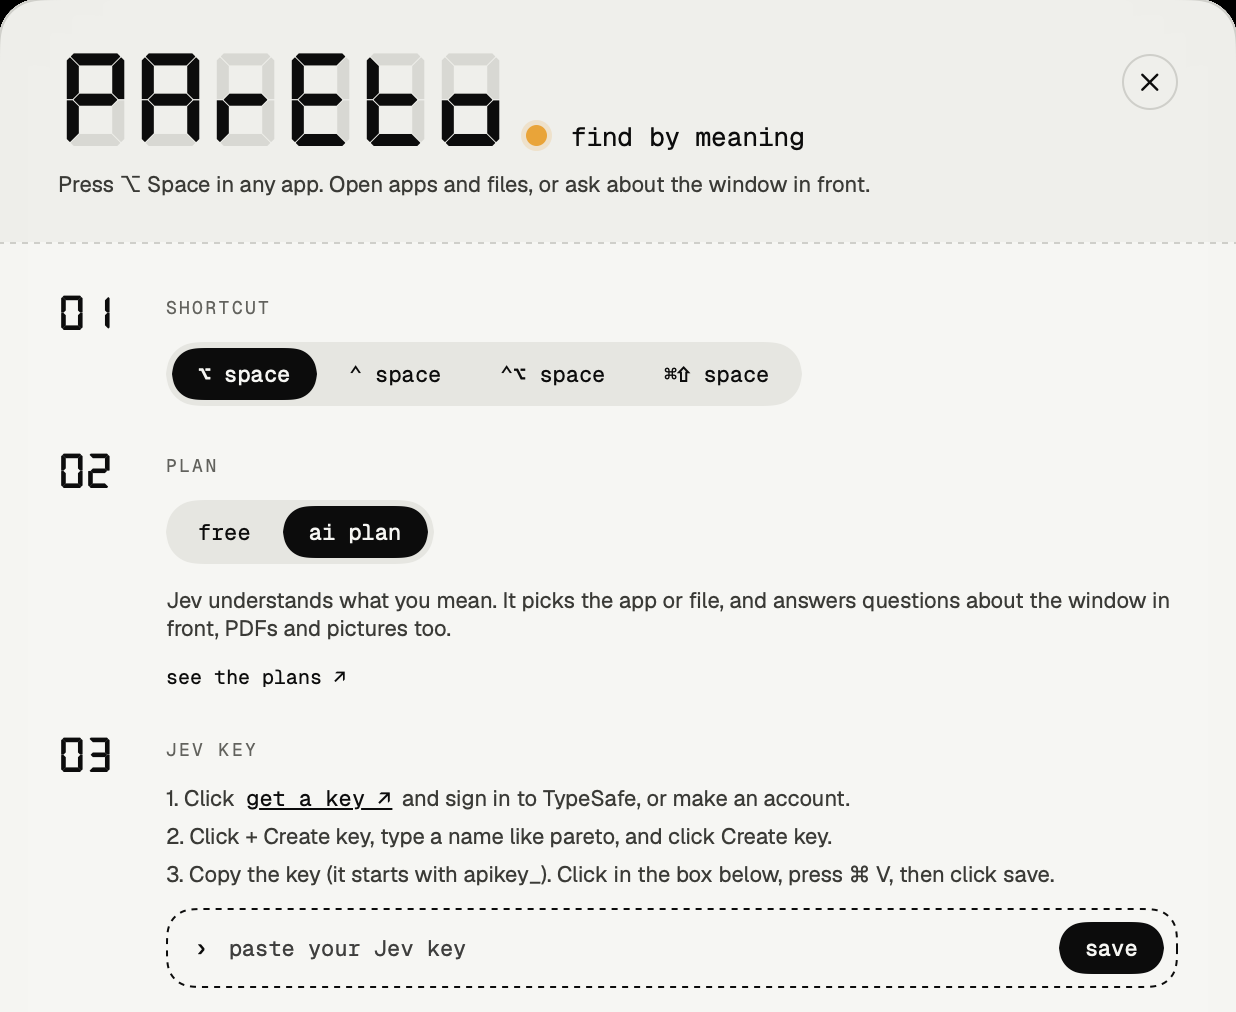 PArEto find by meaning
Press ⌥ Space in any app. Open apps and files, or ask about the window in front.
01 SHORTCUT
⌥ space ^ space ^⌥ space ⌘⇧ space
02 PLAN
free ai plan
Jev understands what you mean. It picks the app or file, and answers questions about the window in
front, PDFs and pictures too.
see the plans ↗
03 JEV KEY
1. Click get a key ↗ and sign in to TypeSafe, or make an account.
2. Click + Create key, type a name like pareto, and click Create key.
3. Copy the key (it starts with apikey_). Click in the box below, press ⌘ V, then click save.
› paste your Jev key save